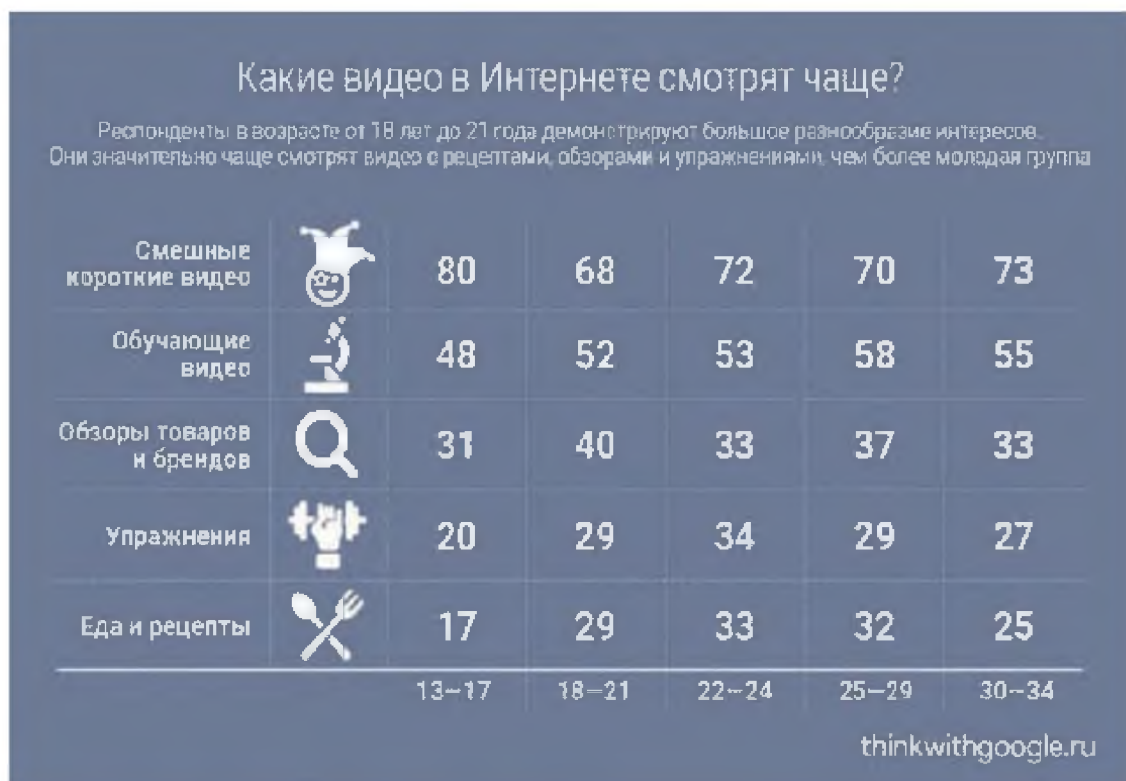 Какие видео в Интернете смотрят чаще?
Респонденты в возрасте от 18 лет до 21 года демонстрируют большое разнообразие интересов.
Они значительно чаще смотрят видео с рецептами, обзорами и упражнениями, чем более молодая группа
Смешные
короткие видео 80 68 72 70 73
Обучающие
видео 48 52 53 58 55
Обзоры товаров
и брендов 31 40 33 37 33
Упражнения 20 29 34 29 27
Еда и рецепты 17 29 33 32 25
13–17 18–21 22–24 25–29 30–34
thinkwithgoogle.ru